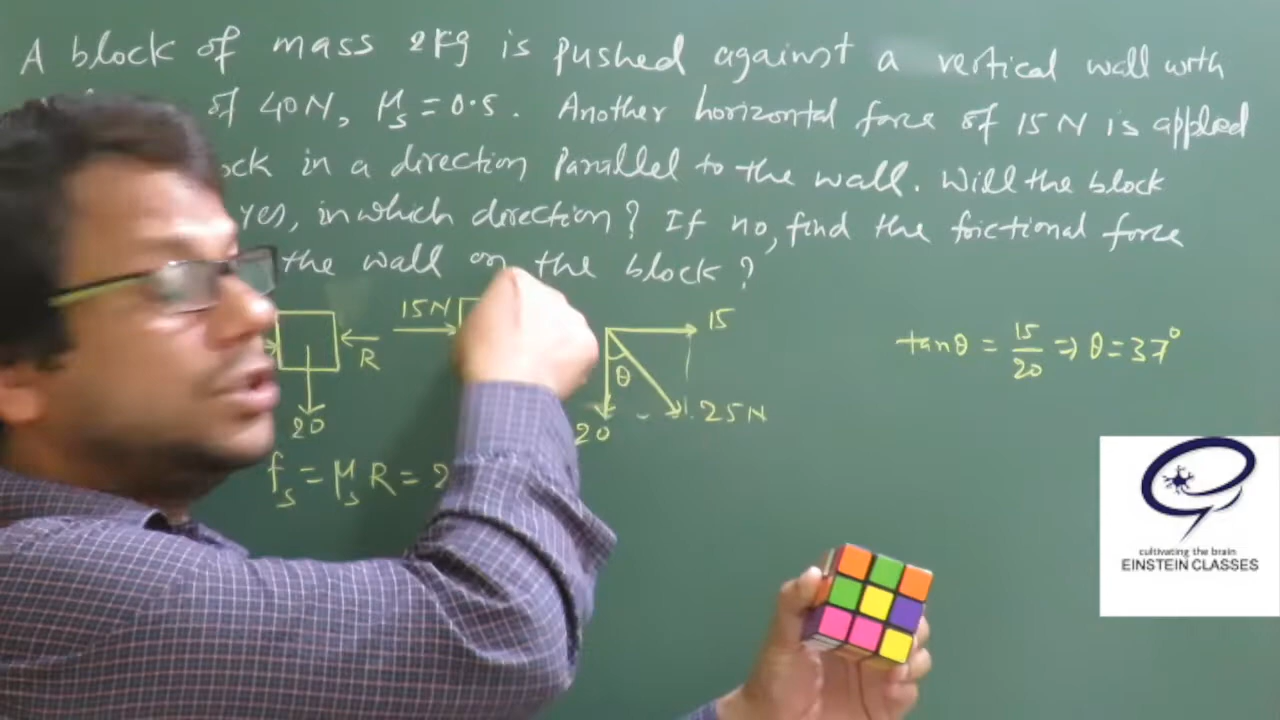 A block of mass 2kg is pushed against a vertical wall with
of 40N, μs = 0.5. Another horizontal force of 15 N is applied
in a direction parallel to the wall. Will the block
yes, in which direction? If no, find the frictional force
the wall on the block?
15N
R
20
15
θ
20
25N
tanθ = 15/20 ⇒ θ = 37°
fs = μs R = 2
cultivating the brain
EINSTEIN CLASSES